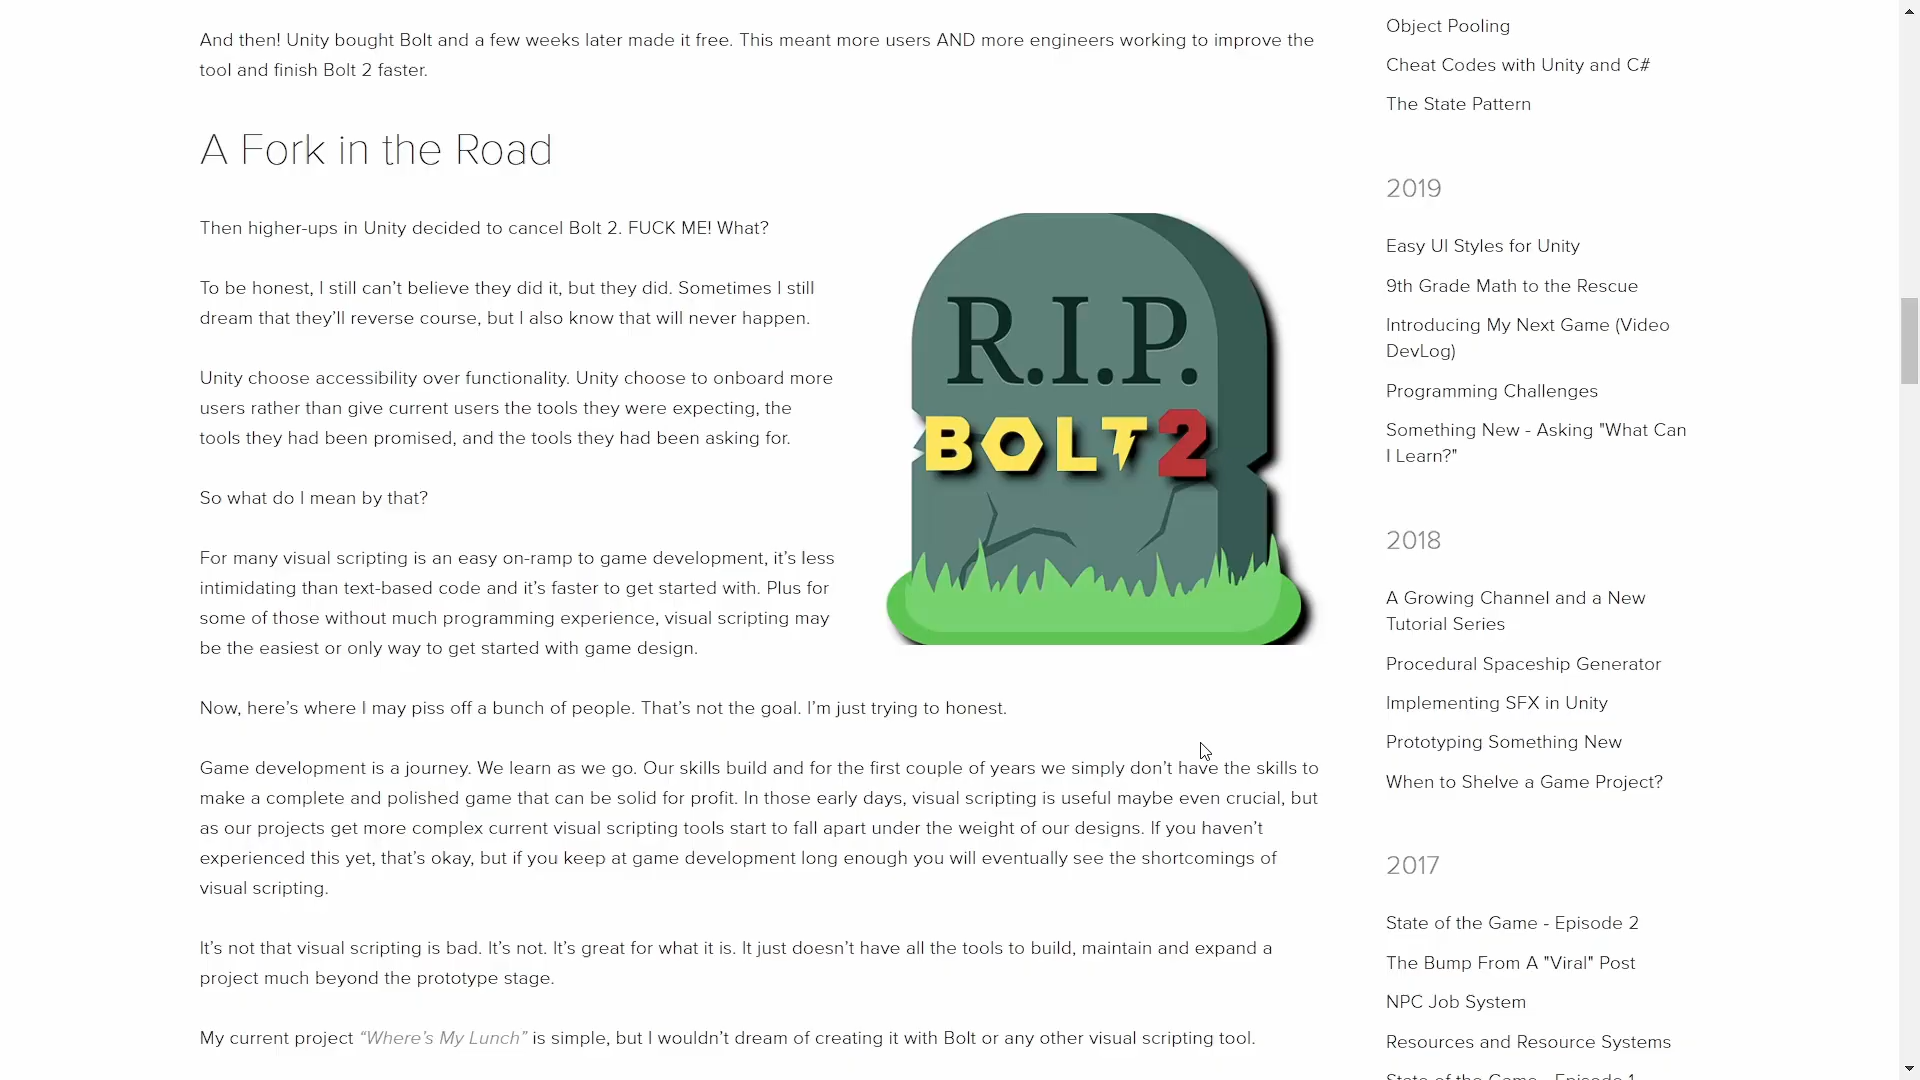 And then! Unity bought Bolt and a few weeks later made it free. This meant more users AND more engineers working to improve the
tool and finish Bolt 2 faster.
A Fork in the Road
Then higher-ups in Unity decided to cancel Bolt 2. FUCK ME! What?
To be honest, I still can’t believe they did it, but they did. Sometimes I still
dream that they’ll reverse course, but I also know that will never happen.
Unity choose accessibility over functionality. Unity choose to onboard more
users rather than give current users the tools they were expecting, the
tools they had been promised, and the tools they had been asking for.
So what do I mean by that?
For many visual scripting is an easy on-ramp to game development, it’s less
intimidating than text-based code and it’s faster to get started with. Plus for
some of those without much programming experience, visual scripting may
be the easiest or only way to get started with game design.
R.I.P.
BOLT 2
Now, here’s where I may piss off a bunch of people. That’s not the goal. I’m just trying to honest.
Game development is a journey. We learn as we go. Our skills build and for the first couple of years we simply don’t have the skills to
make a complete and polished game that can be solid for profit. In those early days, visual scripting is useful maybe even crucial, but
as our projects get more complex current visual scripting tools start to fall apart under the weight of our designs. If you haven’t
experienced this yet, that’s okay, but if you keep at game development long enough you will eventually see the shortcomings of
visual scripting.
It’s not that visual scripting is bad. It’s not. It’s great for what it is. It just doesn’t have all the tools to build, maintain and expand a
project much beyond the prototype stage.
My current project “Where’s My Lunch” is simple, but I wouldn’t dream of creating it with Bolt or any other visual scripting tool.
Object Pooling
Cheat Codes with Unity and C#
The State Pattern
2019
Easy UI Styles for Unity
9th Grade Math to the Rescue
Introducing My Next Game (Video
DevLog)
Programming Challenges
Something New - Asking "What Can
I Learn?"
2018
A Growing Channel and a New
Tutorial Series
Procedural Spaceship Generator
Implementing SFX in Unity
Prototyping Something New
When to Shelve a Game Project?
2017
State of the Game - Episode 2
The Bump From A "Viral" Post
NPC Job System
Resources and Resource Systems
State of the Game - Episode 1